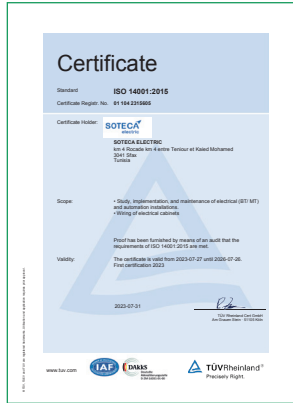 Certificate
Standard ISO 14001:2015
Certificate Registr. No. 01 104 2315605
Certificate Holder:
SOTECA
electric
SOTECA ELECTRIC
km 4 Rocade km 4 entre Teniour et Kaied Mohamed
3041 Sfax
Tunisia
Scope: • Study, implementation, and maintenance of electrical (BT/ MT)
and automation installations.
• Wiring of electrical cabinets
Proof has been furnished by means of an audit that the
requirements of ISO 14001:2015 are met.
Validity: The certificate is valid from 2023-07-27 until 2026-07-26.
First certification 2023
2023-07-31
TÜV Rheinland Cert GmbH
Am Grauen Stein · 51105 Köln
www.tuv.com
IAF
DAkkS
Deutsche
Akkreditierungsstelle
TÜVRheinland®
Precisely Right.